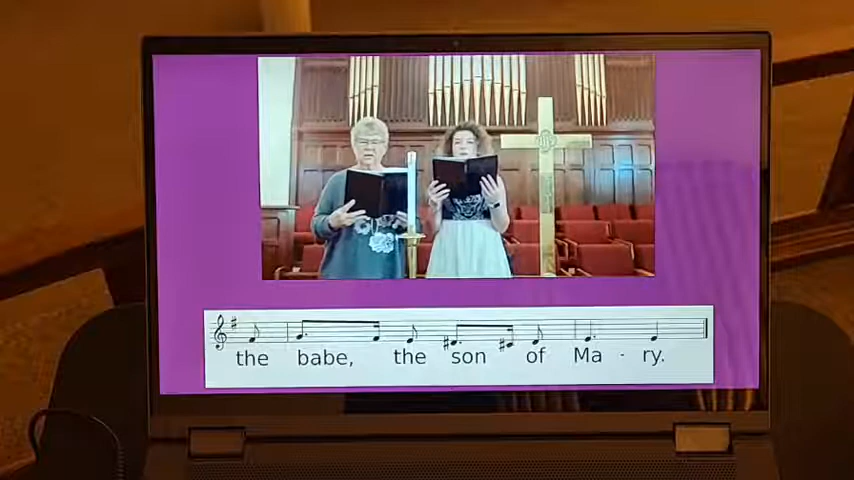 the babe, the son of Ma - ry.